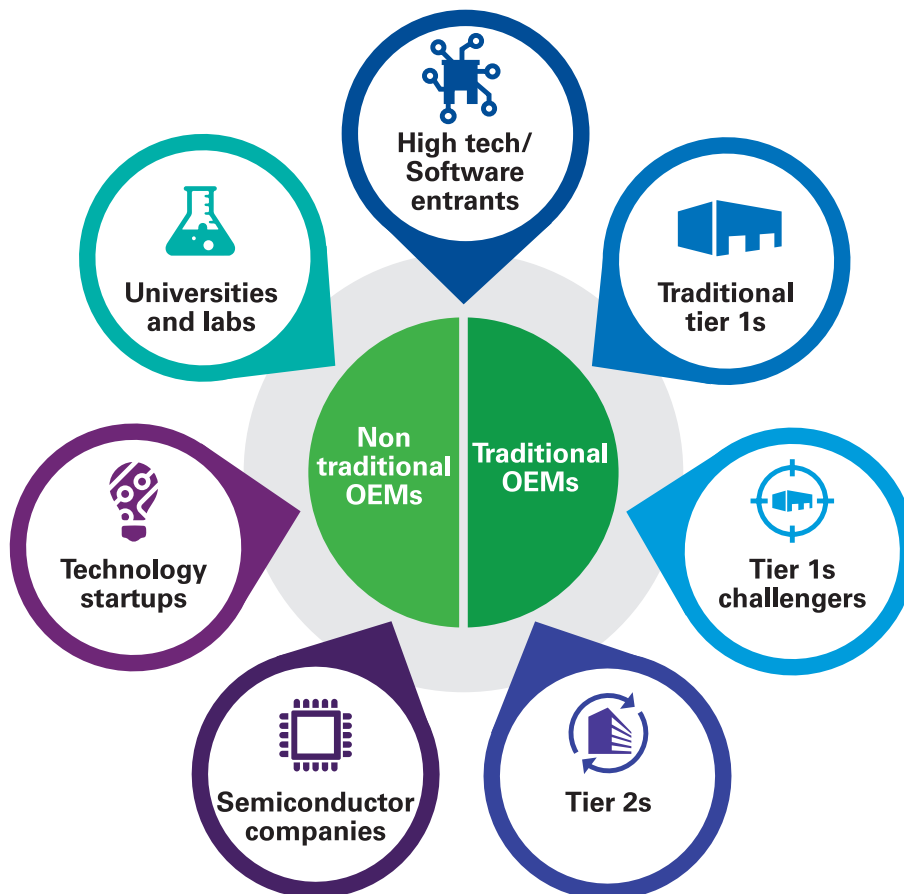 High tech/
Software
entrants
Universities
and labs
Traditional
tier 1s
Non
traditional
OEMs
Traditional
OEMs
Technology
startups
Tier 1s
challengers
Semiconductor
companies
Tier 2s